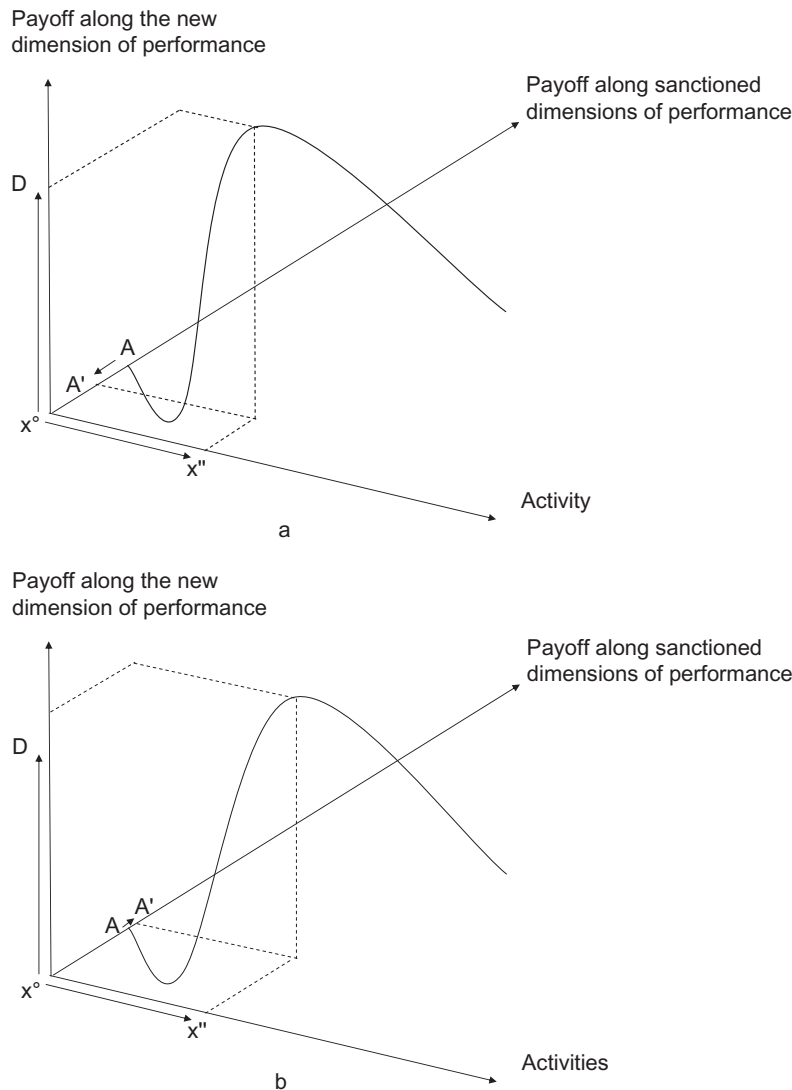 Payoff along the new
dimension of performance
Payoff along sanctioned
dimensions of performance
D
A
A'
x°
x"
Activity
a
Payoff along the new
dimension of performance
Payoff along sanctioned
dimensions of performance
D
A A'
x°
x"
Activities
b